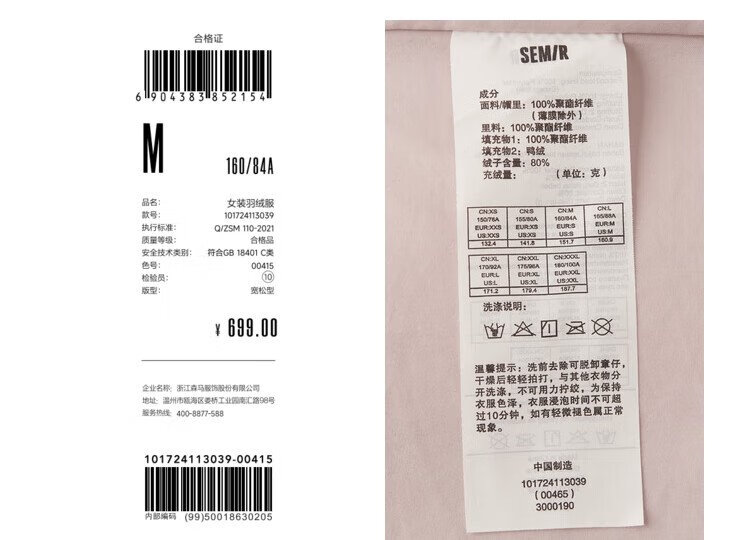 合格证
6 904383 852154
M
160/84A
品名： 女装羽绒服
款号： 101724113039
执行标准： Q/ZSM 110-2021
质量等级： 合格品
安全技术类别： 符合GB 18401 C类
色号： 00415
检验员： ⑩
版型： 宽松型
¥ 699.00
企业名称：浙江森马服饰股份有限公司
地址：温州市瓯海区娄桥工业园南汇路98号
服务热线：400-8877-588
101724113039-00415
内部编码 (99)50018630205
SEM/R
成分
面料/帽里：100%聚酯纤维
（薄膜除外）
里料：100%聚酯纤维
填充物1：100%聚酯纤维
填充物2：鸭绒
绒子含量：80%
充绒量： （单位：克）
CN:XS CN:S CN:M CN:L
150/76A 155/80A 160/84A 165/88A
EUR:XXS EUR:XS EUR:S EUR:M
US:XXS US:XS US:S US:M
132.4 141.8 151.7 160.9
CN:XL CN:XXL CN:XXXL
170/92A 175/96A 180/100A
EUR:L EUR:XL EUR:XXL
US:L US:XL US:XXL
171.2 179.4 187.7
洗涤说明：
温馨提示：洗前去除可脱卸章仔，
干燥后轻轻拍打，与其他衣物分
开洗涤，不可用力拧绞，为保持
衣服色泽，衣服浸泡时间不可超
过10分钟，如有轻微褪色属正常
现象。
中国制造
101724113039
(00465)
3000190